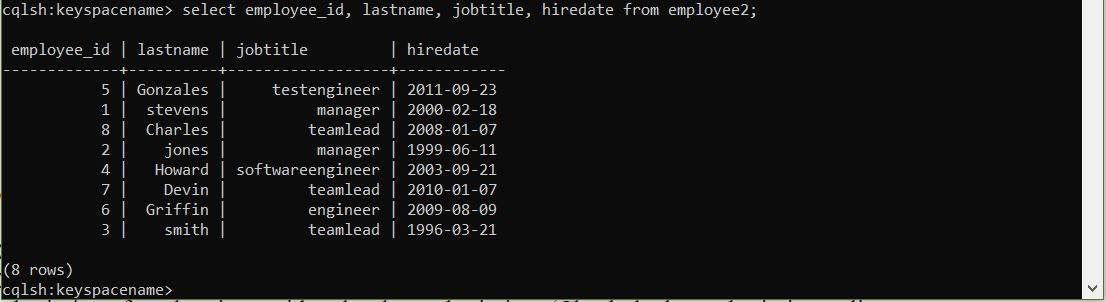 cqlsh:keyspacename> select employee_id, lastname, jobtitle, hiredate from employee2;
employee_id | lastname | jobtitle | hiredate
-------------+----------+------------------+------------
5 | Gonzales | testengineer | 2011-09-23
1 | stevens | manager | 2000-02-18
8 | Charles | teamlead | 2008-01-07
2 | jones | manager | 1999-06-11
4 | Howard | softwareengineer | 2003-09-21
7 | Devin | teamlead | 2010-01-07
6 | Griffin | engineer | 2009-08-09
3 | smith | teamlead | 1996-03-21
(8 rows)
cqlsh:keyspacename>